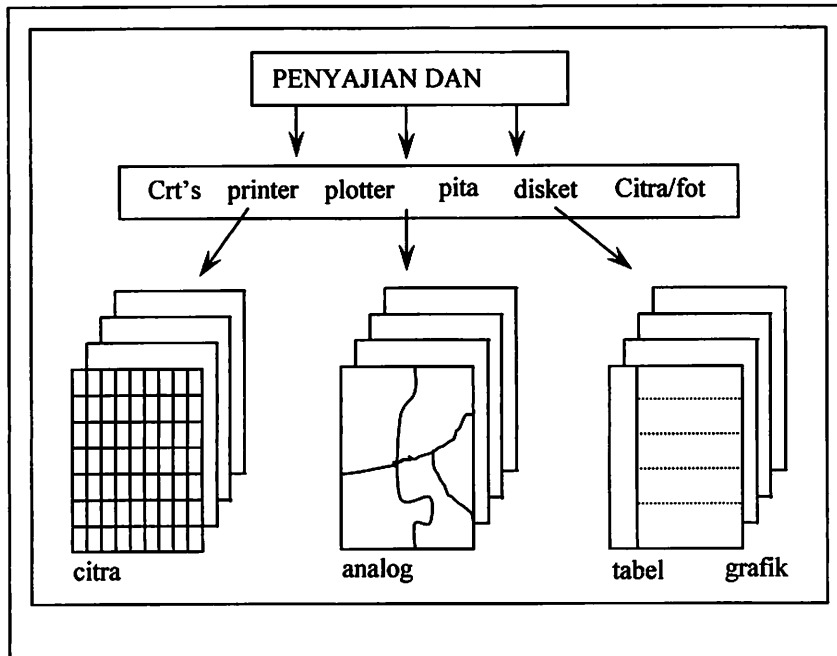 PENYAJIAN DAN
Crt's printer plotter pita disket Citra/fot
citra analog tabel grafik